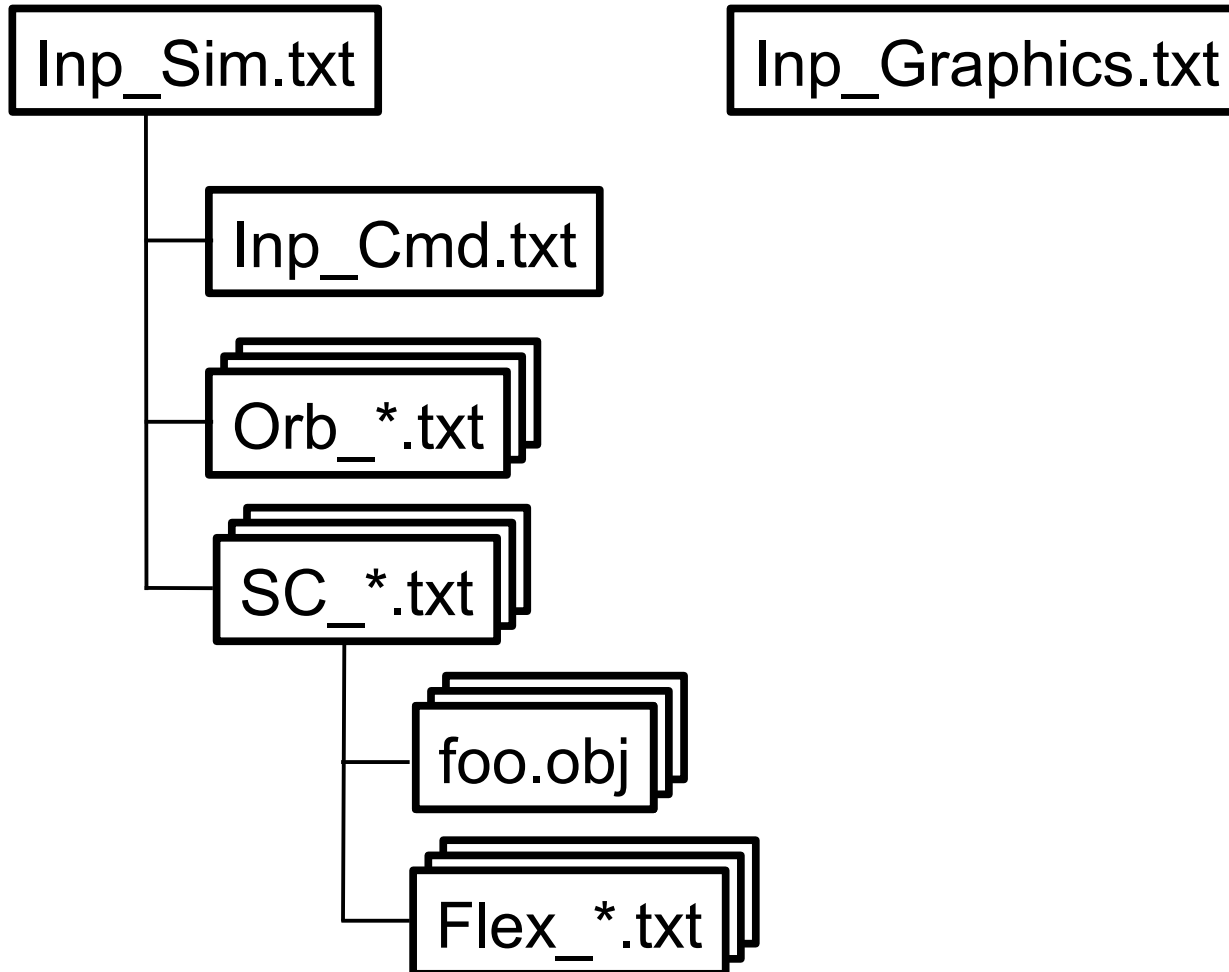 Inp_Sim.txt
Inp_Graphics.txt
Inp_Cmd.txt
Orb_*.txt
SC_*.txt
foo.obj
Flex_*.txt